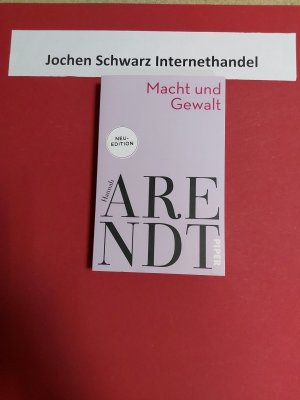 Jochen Schwarz Internethandel
Macht und
Gewalt
NEU-
EDITION
Hannah
ARE
NDT
PIPER